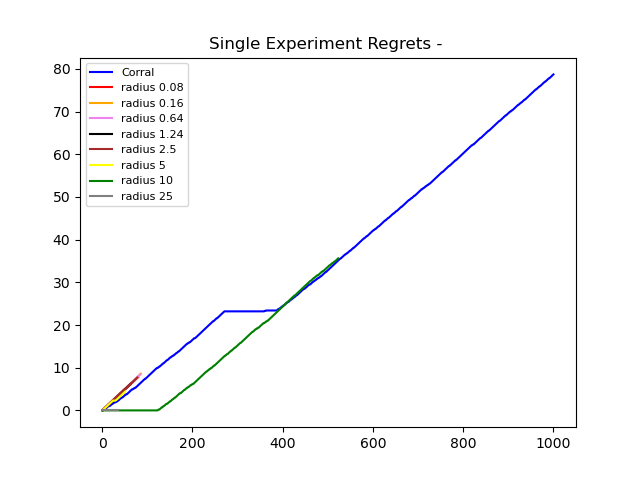 Single Experiment Regrets -
80
70
60
50
40
30
20
10
0
Corral
radius 0.08
radius 0.16
radius 0.64
radius 1.24
radius 2.5
radius 5
radius 10
radius 25
0 200 400 600 800 1000